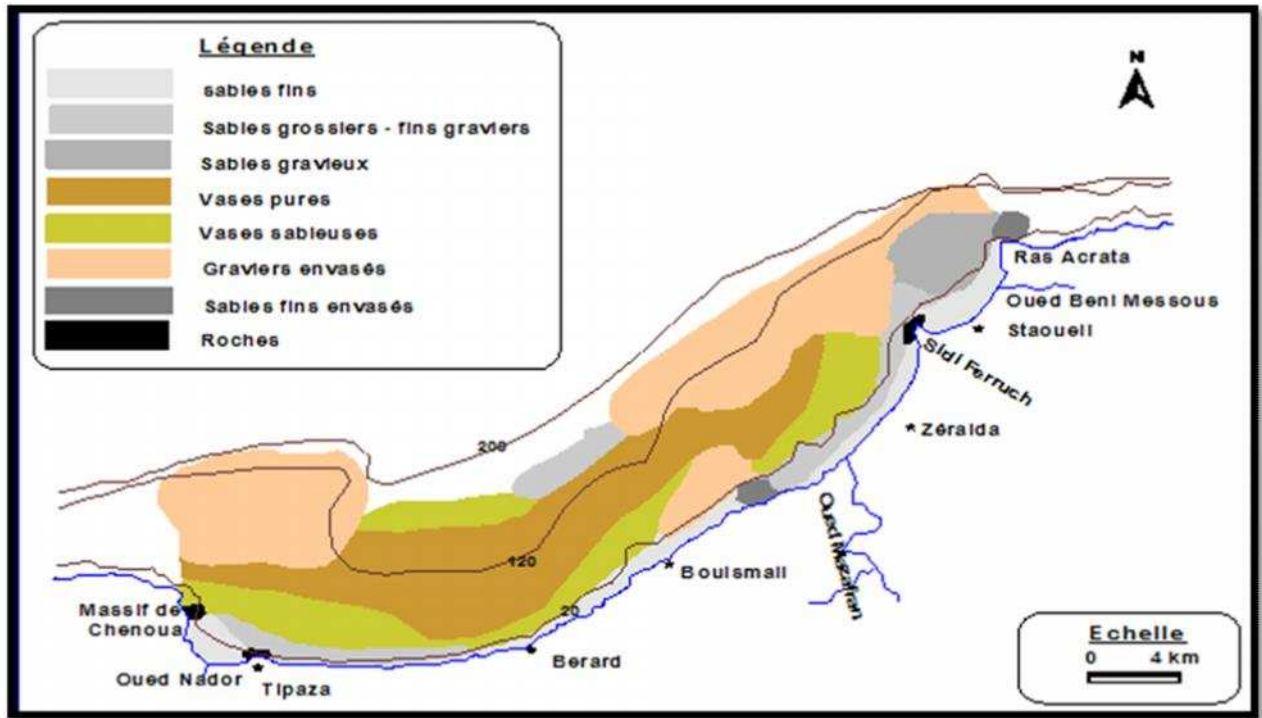 Légende
sables fins
Sables grossiers - fins graviers
Sables gravleux
Vases pures
Vases sableuses
Graviers envasés
Sables fins envasés
Roches
N
Ras Acrata
Oued Beni Messous
Staoueli
Sidi Ferruch
Zéralda
200
Oued Mazafran
120
Bouismail
20
Massif de
Chenoua
Berard
Oued Nador
Tipaza
Echelle
0 4 km